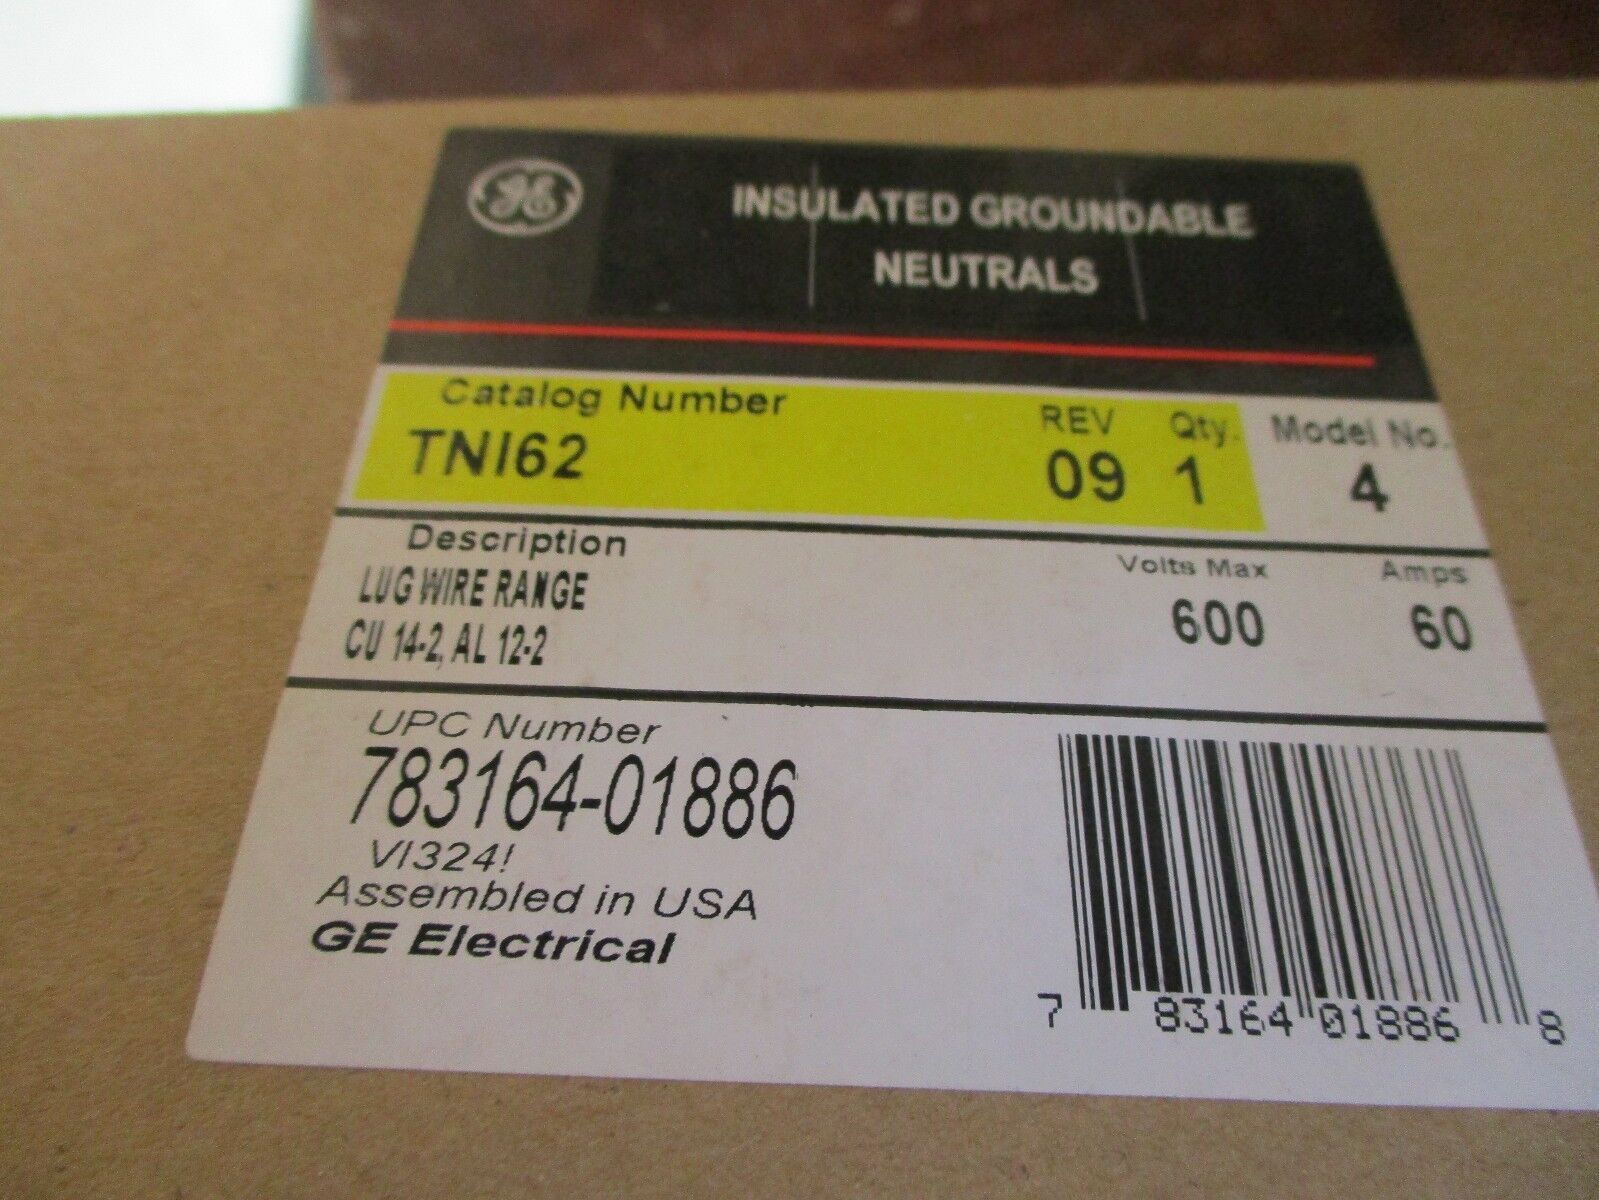 GE
INSULATED GROUNDABLE
NEUTRALS
Catalog Number REV Qty. Model No.
TNI62 09 1 4
Description Volts Max Amps
LUG WIRE RANGE 600 60
CU 14-2, AL 12-2
UPC Number
783164-01886
VI324!
Assembled in USA
GE Electrical
7 83164 01886 8